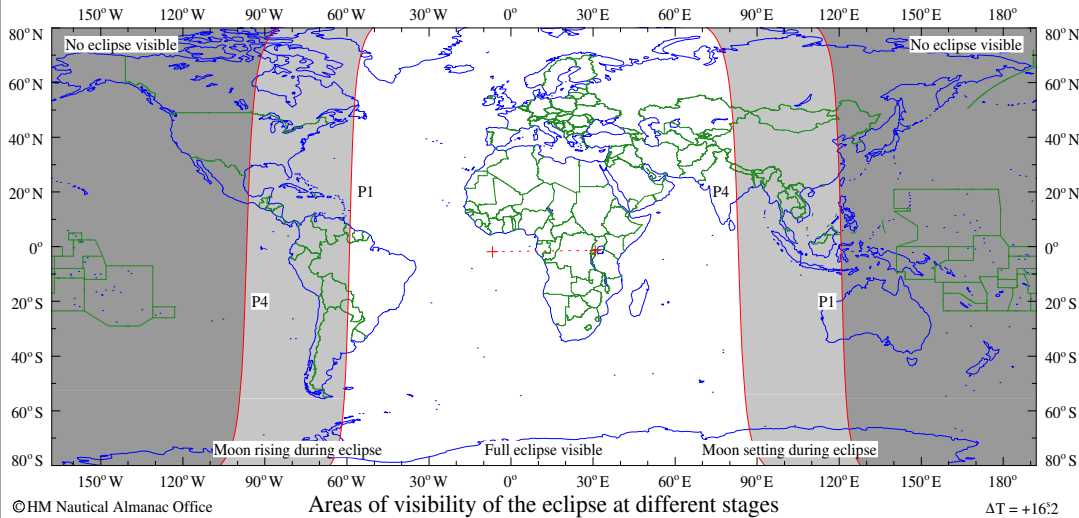 150°W 120°W 90°W 60°W 30°W 0° 30°E 60°E 90°E 120°E 150°E 180°
80°N 80°N
No eclipse visible No eclipse visible
60°N 60°N
40°N 40°N
20°N P1 P4 20°N
0° 0°
20°S P4 P1 20°S
40°S 40°S
60°S 60°S
Moon rising during eclipse Full eclipse visible Moon setting during eclipse
80°S 80°S
150°W 120°W 90°W 60°W 30°W 0° 30°E 60°E 90°E 120°E 150°E 180°
©HM Nautical Almanac Office Areas of visibility of the eclipse at different stages ΔT = +16ˢ.2